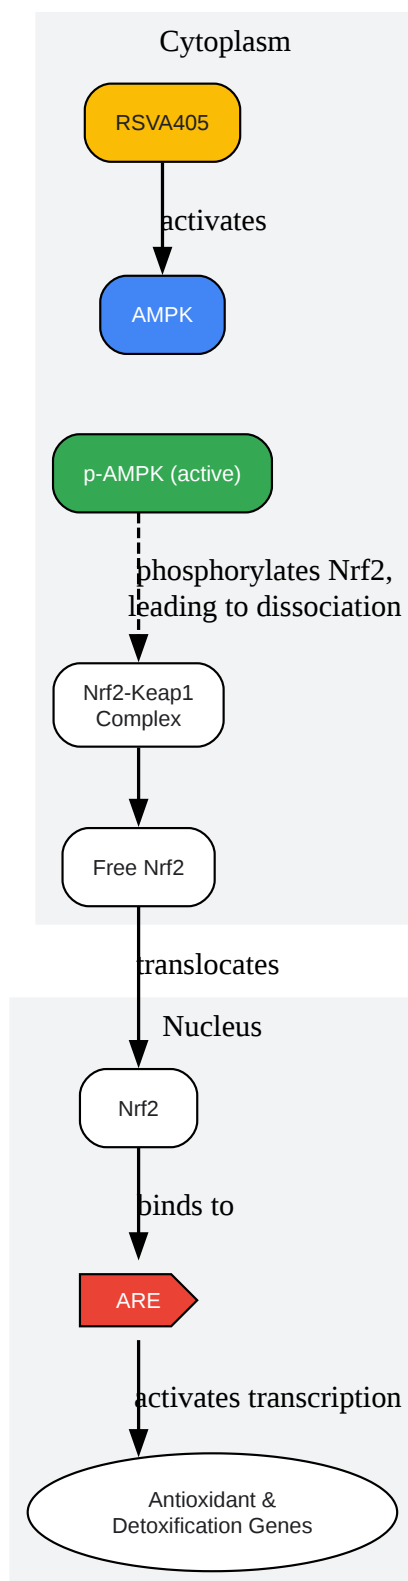 Cytoplasm
RSVA405
activates
AMPK
p-AMPK (active)
phosphorylates Nrf2,
leading to dissociation
Nrf2-Keap1
Complex
Free Nrf2
translocates
Nucleus
Nrf2
binds to
ARE
activates transcription
Antioxidant &
Detoxification Genes